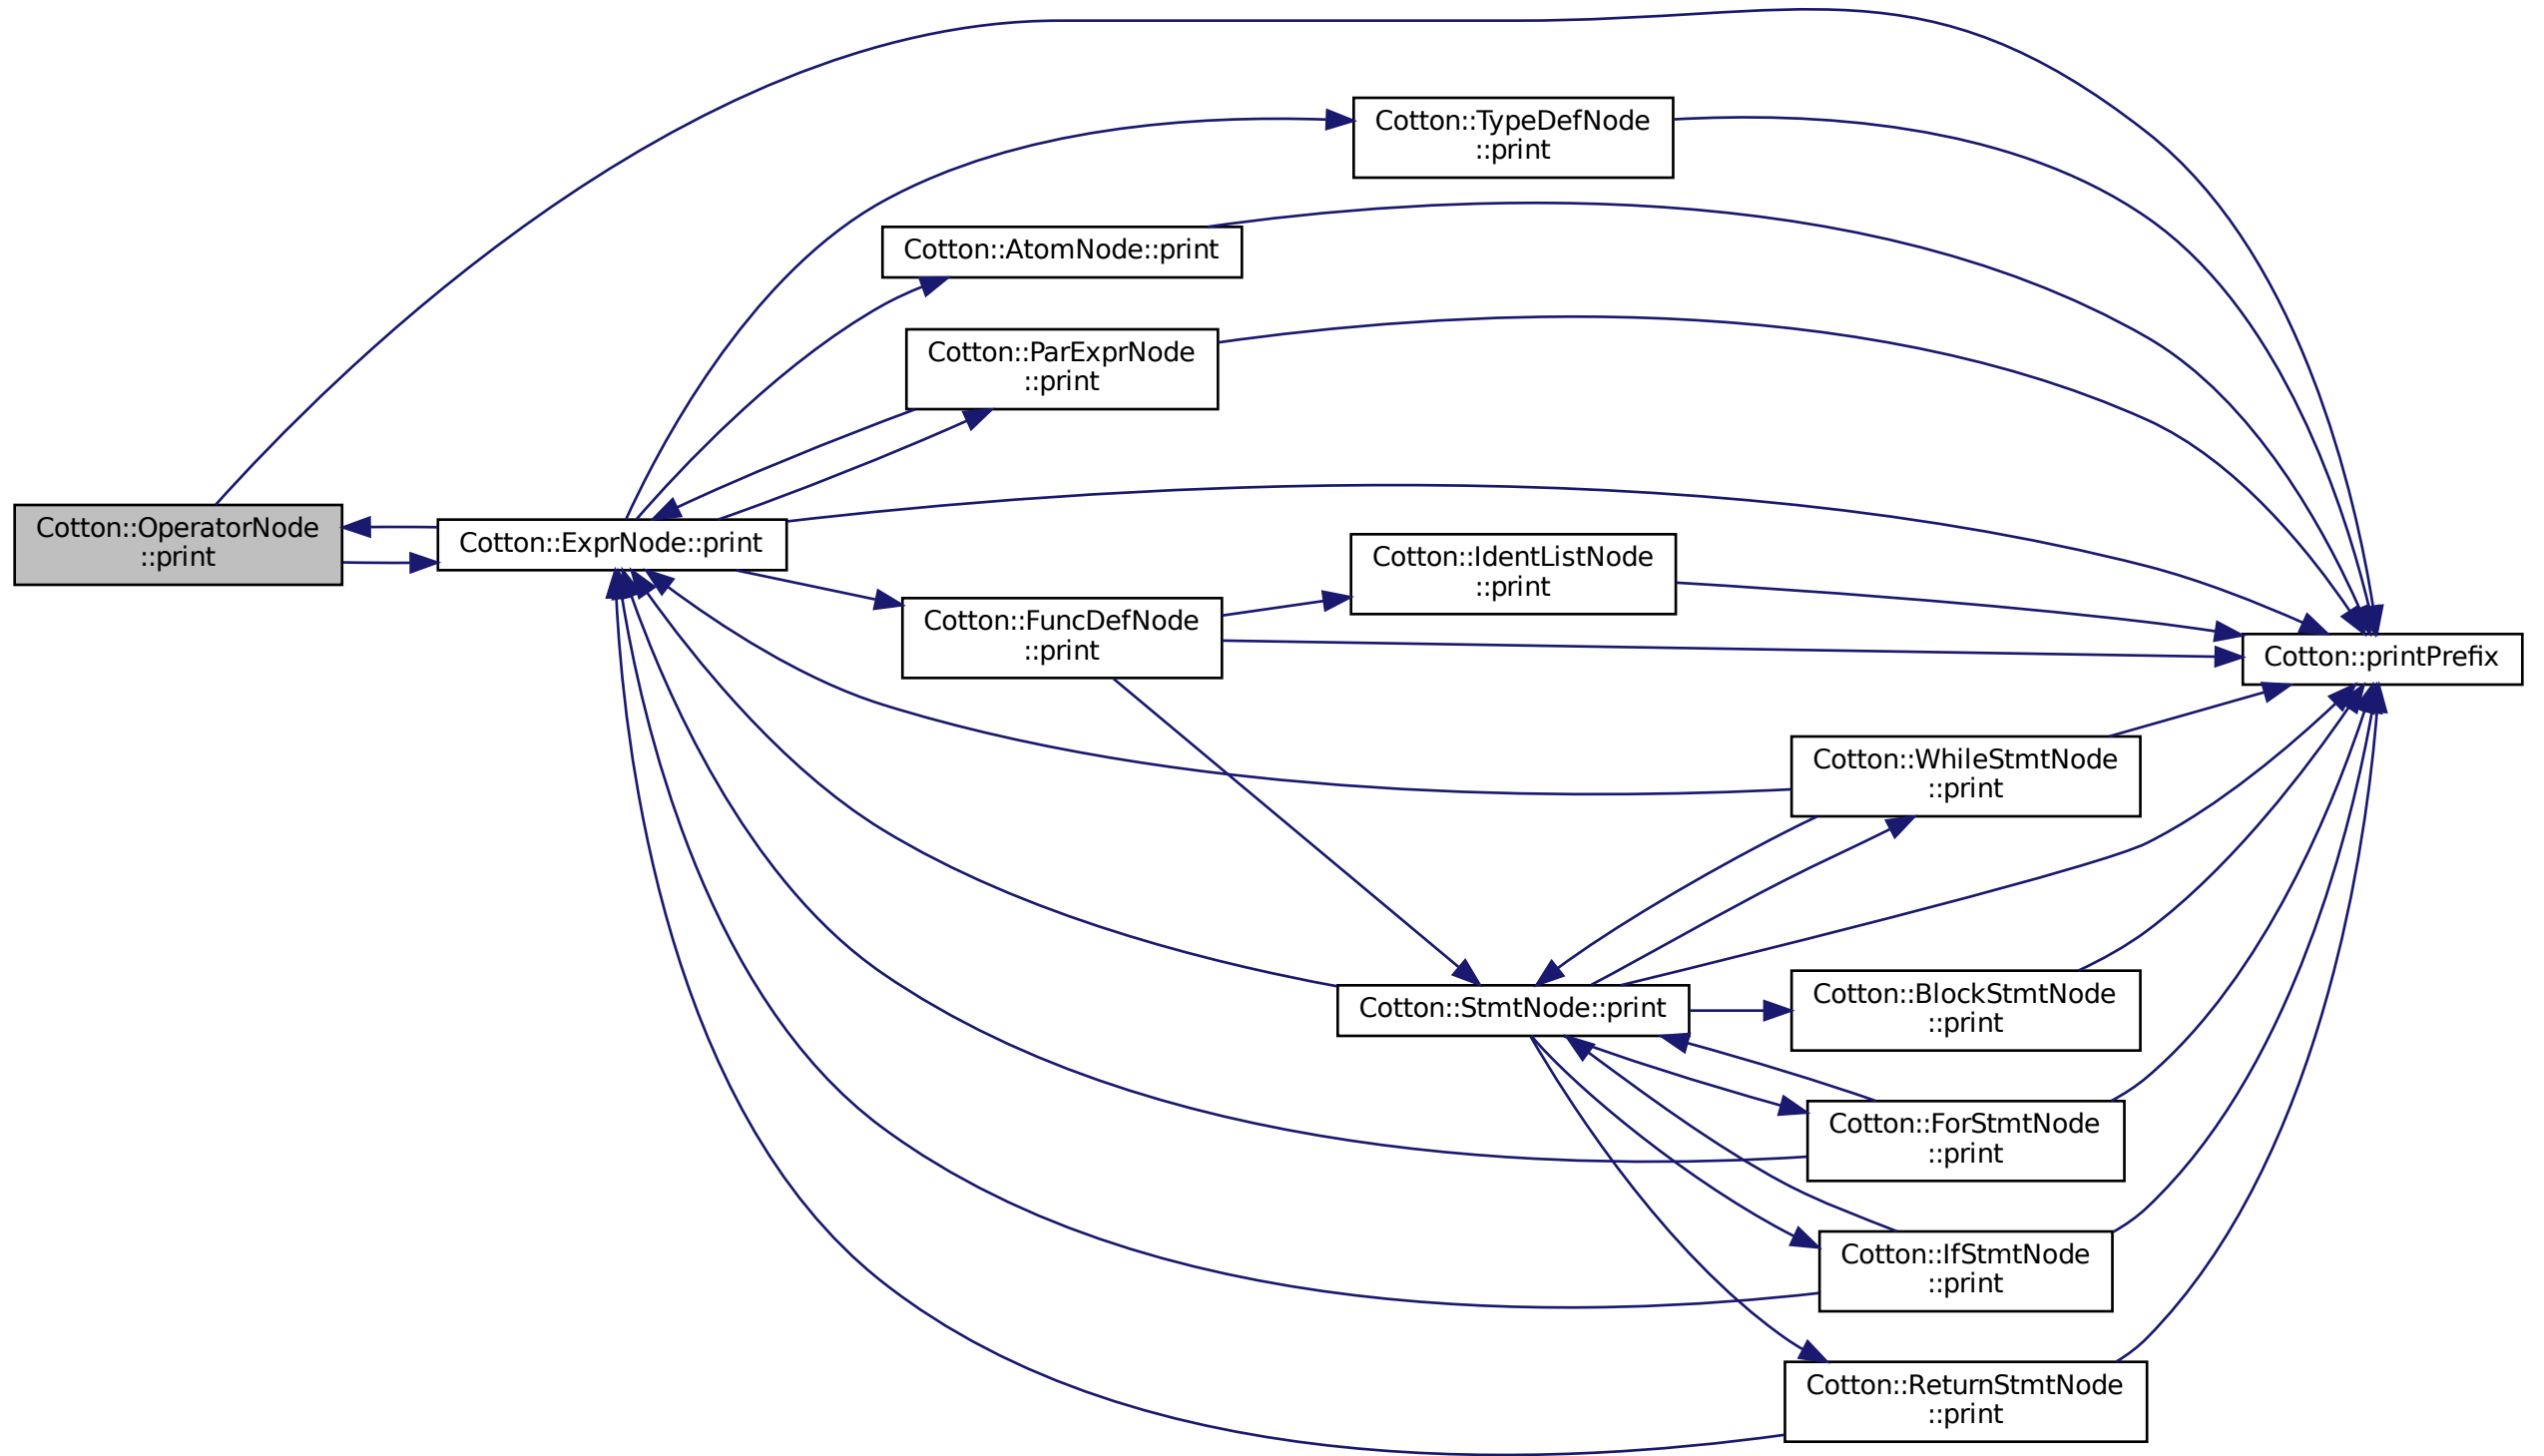 Cotton::TypeDefNode
::print
Cotton::AtomNode::print
Cotton::ParExprNode
::print
Cotton::OperatorNode
::print
Cotton::ExprNode::print
Cotton::IdentListNode
::print
Cotton::FuncDefNode
::print
Cotton::printPrefix
Cotton::WhileStmtNode
::print
Cotton::StmtNode::print
Cotton::BlockStmtNode
::print
Cotton::ForStmtNode
::print
Cotton::IfStmtNode
::print
Cotton::ReturnStmtNode
::print